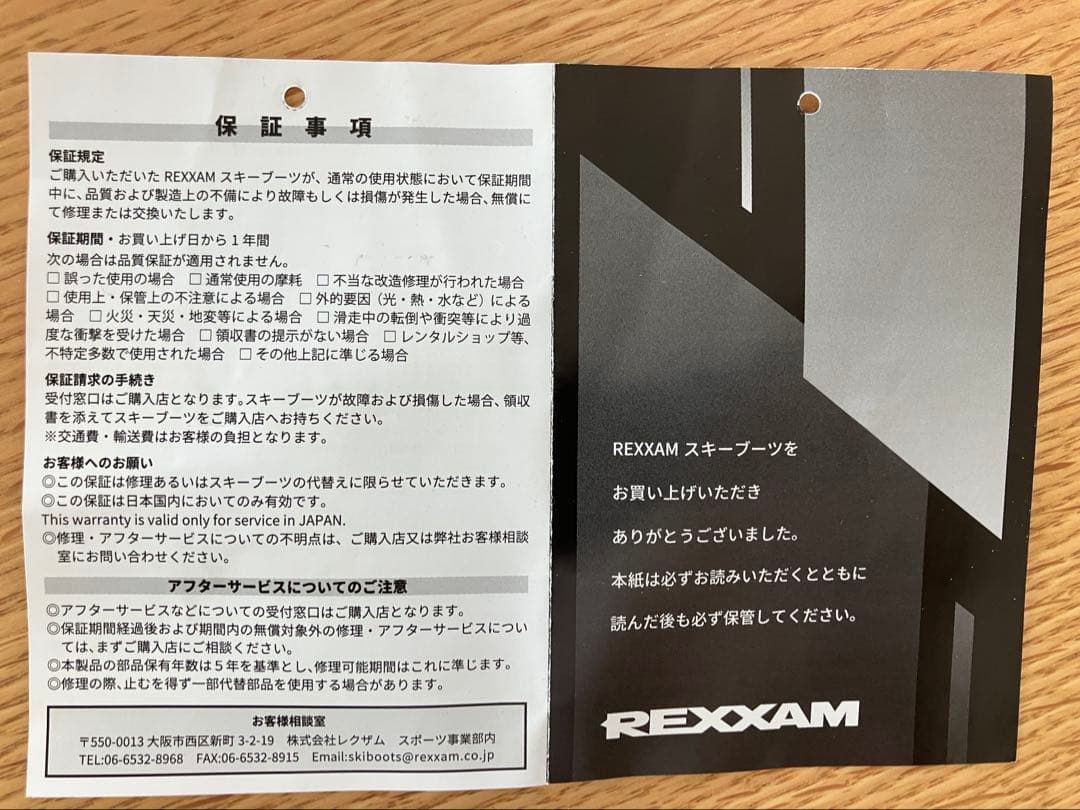 保証事項
保証規定
ご購入いただいた REXXAM スキーブーツが、通常の使用状態において保証期間
中に、品質および製造上の不備により故障もしくは損傷が発生した場合、無償に
て修理または交換いたします。
保証期間・お買い上げ日から1年間
次の場合は品質保証が適用されません。
□ 誤った使用の場合 □ 通常使用の摩耗 □ 不当な改造修理が行われた場合
□ 使用上・保管上の不注意による場合 □ 外的要因（光・熱・水など）による
場合 □ 火災・天災・地変等による場合 □ 滑走中の転倒や衝突等により過
度な衝撃を受けた場合 □ 領収書の提示がない場合 □ レンタルショップ等、
不特定多数で使用された場合 □ その他上記に準じる場合
保証請求の手続き
受付窓口はご購入店となります。スキーブーツが故障および損傷した場合、領収
書を添えてスキーブーツをご購入店へお持ちください。
※交通費・輸送費はお客様の負担となります。
お客様へのお願い
◎この保証は修理あるいはスキーブーツの代替えに限らせていただきます。
◎この保証は日本国内においてのみ有効です。
This warranty is valid only for service in JAPAN.
◎修理・アフターサービスについての不明点は、ご購入店又は弊社お客様相談
室にお問い合わせください。
アフターサービスについてのご注意
◎アフターサービスなどについての受付窓口はご購入店となります。
◎保証期間経過後および期間内の無償対象外の修理・アフターサービスについ
ては、まずご購入店にご相談ください。
◎本製品の部品保有年数は5年を基準とし、修理可能期間はこれに準じます。
◎修理の際、止むを得ず一部代替部品を使用する場合があります。
お客様相談室
〒550-0013 大阪市西区新町 3-2-19 株式会社レクザム スポーツ事業部内
TEL:06-6532-8968 FAX:06-6532-8915 Email:skiboots@rexxam.co.jp
REXXAM スキーブーツを
お買い上げいただき
ありがとうございました。
本紙は必ずお読みいただくとともに
読んだ後も必ず保管してください。
REXXAM